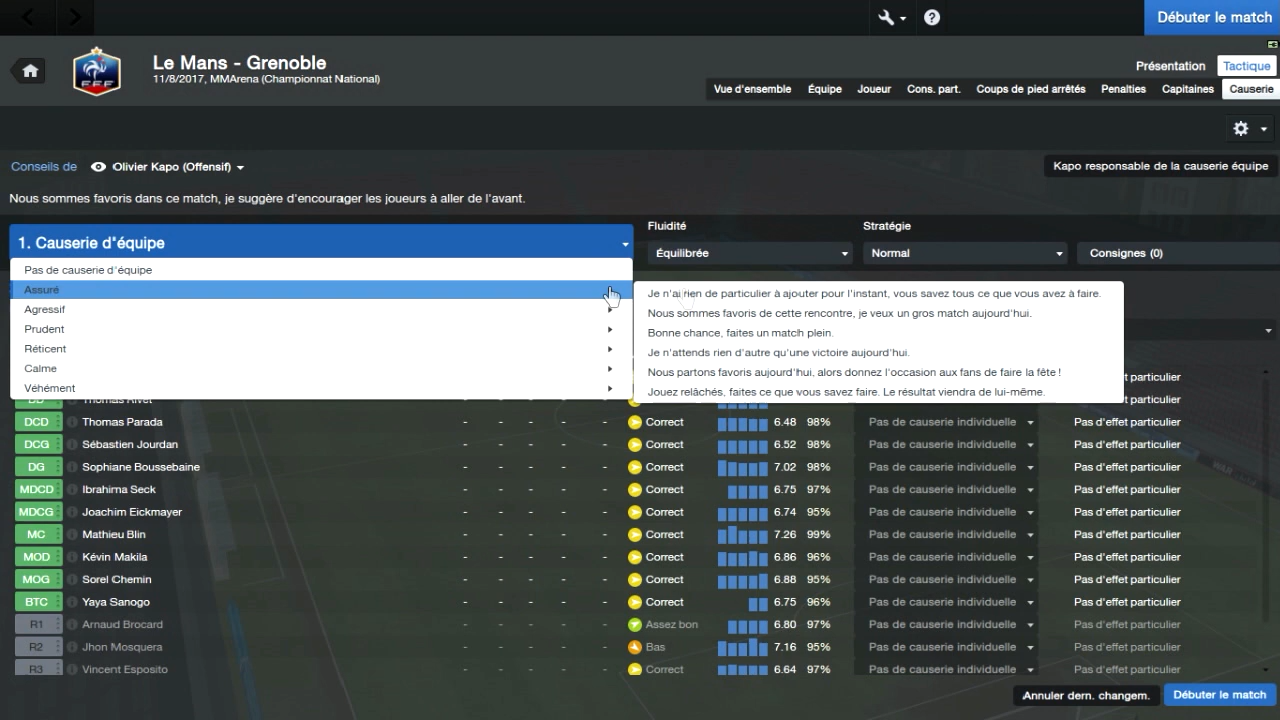 Débuter le match
Le Mans - Grenoble
11/8/2017, MMArena (Championnat National)
FFF
Présentation Tactique
Vue d'ensemble Équipe Joueur Cons. part. Coups de pied arrêtés Penalties Capitaines Causerie
Conseils de Olivier Kapo (Offensif) Kapo responsable de la causerie équipe
Nous sommes favoris dans ce match, je suggère d'encourager les joueurs à aller de l'avant.
Fluidité Stratégie
1. Causerie d'équipe Équilibrée Normal Consignes (0)
Pas de causerie d'équipe
Assuré
Agressif
Prudent
Réticent
Calme
Véhément
Je n'ai rien de particulier à ajouter pour l'instant, vous savez tous ce que vous avez à faire.
Nous sommes favoris de cette rencontre, je veux un gros match aujourd'hui.
Bonne chance, faites un match plein.
Je n'attends rien d'autre qu'une victoire aujourd'hui.
Nous partons favoris aujourd'hui, alors donnez l'occasion aux fans de faire la fête !
Jouez relâchés, faites ce que vous savez faire. Le résultat viendra de lui-même.
t particulier
DD Thomas Rivet t particulier
DCD Thomas Parada - - - - - Correct 6.48 98% Pas de causerie individuelle Pas d'effet particulier
DCG Sébastien Jourdan - - - - - Correct 6.52 98% Pas de causerie individuelle Pas d'effet particulier
DG Sophiane Boussebaine - - - - - Correct 7.02 98% Pas de causerie individuelle Pas d'effet particulier
MDCD Ibrahima Seck - - - - - Correct 6.75 97% Pas de causerie individuelle Pas d'effet particulier
MDCG Joachim Eickmayer - - - - - Correct 6.74 95% Pas de causerie individuelle Pas d'effet particulier
MC Mathieu Blin - - - - - Correct 7.26 99% Pas de causerie individuelle Pas d'effet particulier
MOD Kévin Makila - - - - - Correct 6.86 96% Pas de causerie individuelle Pas d'effet particulier
MOG Sorel Chemin - - - - - Correct 6.88 95% Pas de causerie individuelle Pas d'effet particulier
BTC Yaya Sanogo - - - - - Correct 6.75 96% Pas de causerie individuelle Pas d'effet particulier
R1 Arnaud Brocard - - - - - Assez bon 6.80 97% Pas de causerie individuelle Pas d'effet particulier
R2 Jhon Mosquera - - - - - Bas 7.16 95% Pas de causerie individuelle Pas d'effet particulier
R3 Vincent Esposito - - - - - Correct 6.64 97% Pas de causerie individuelle Pas d'effet particulier
Annuler dern. changem. Débuter le match